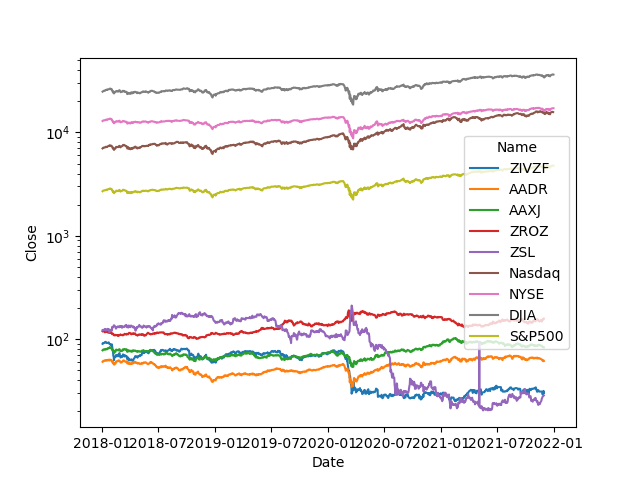 Close
10^4
10^3
10^2
Name
ZIVZF
AADR
AAXJ
ZROZ
ZSL
Nasdaq
NYSE
DJIA
S&P500
2018-01 2018-07 2019-01 2019-07 2020-01 2020-07 2021-01 2021-07 2022-01
Date